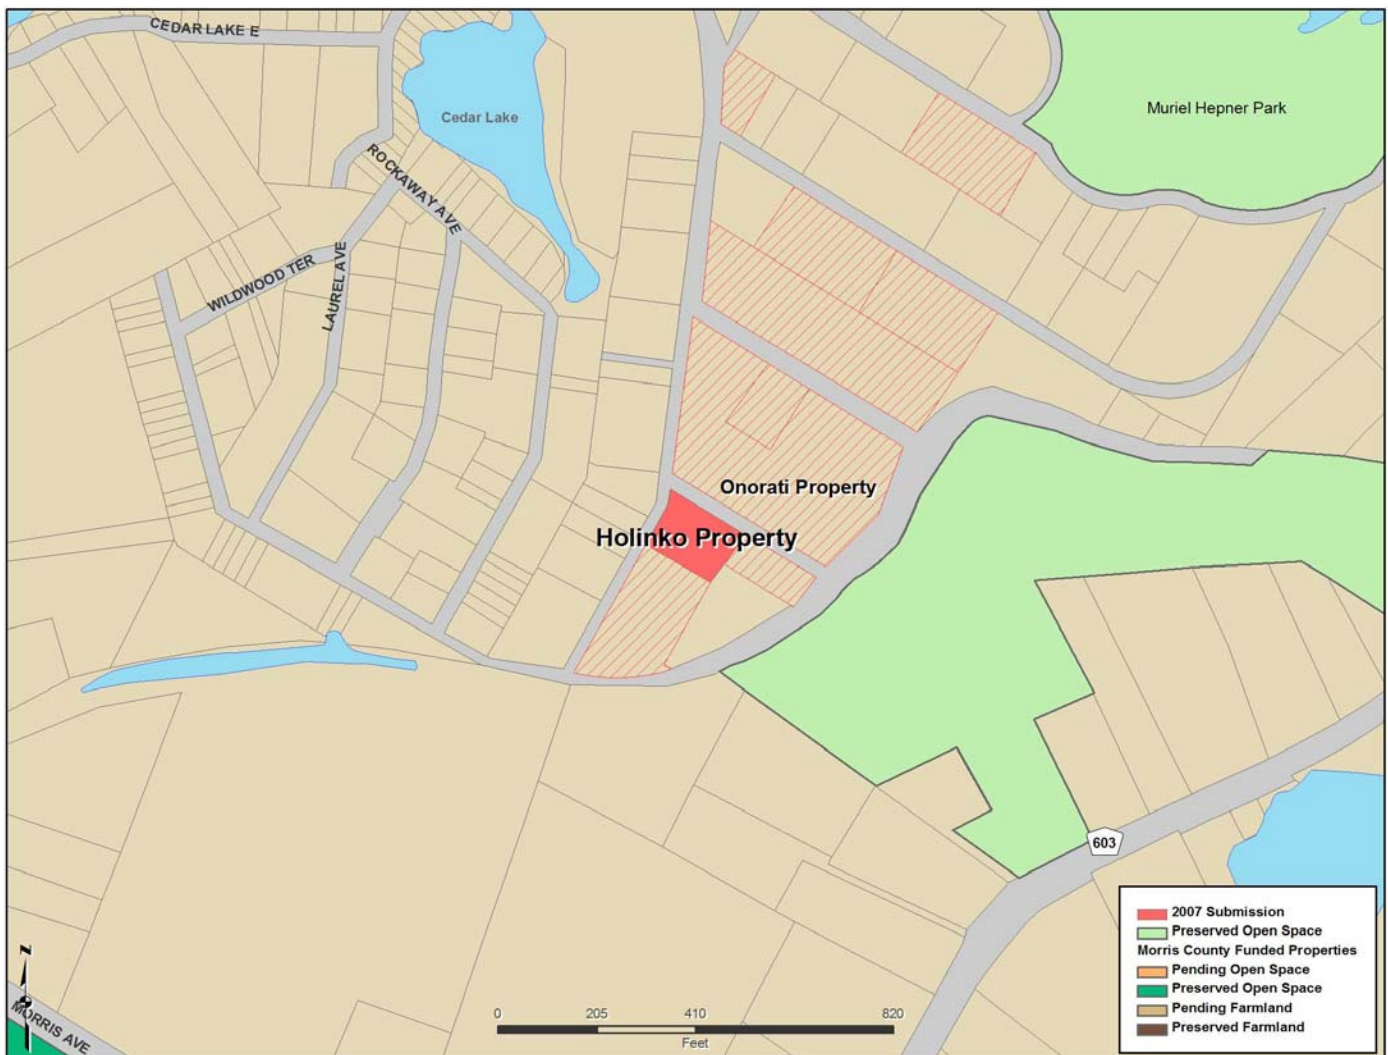 CEDAR LAKE E
Cedar Lake
Muriel Hepner Park
ROCKAWAY AVE
WILDWOOD TER
LAUREL AVE
Onorati Property
Holinko Property
603
2007 Submission
Preserved Open Space
Morris County Funded Properties
Pending Open Space
Preserved Open Space
Pending Farmland
Preserved Farmland
Z
MORRIS AVE
0 205 410 820
Feet